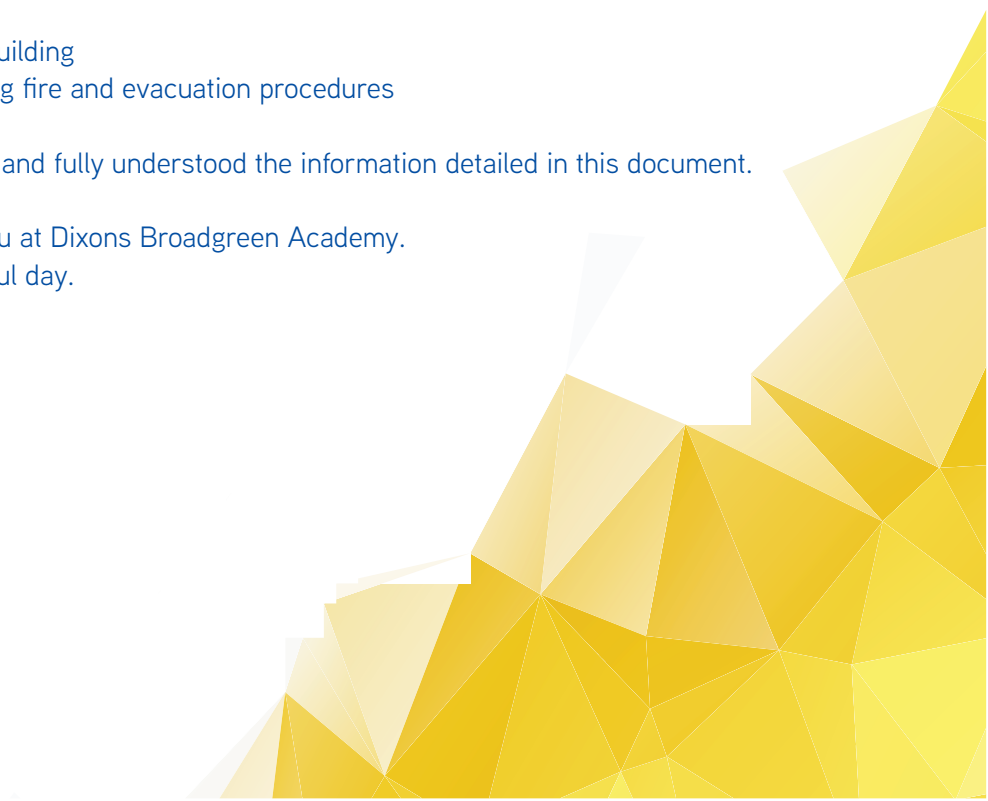 uilding
g fire and evacuation procedures
and fully understood the information detailed in this document.
u at Dixons Broadgreen Academy.
ul day.